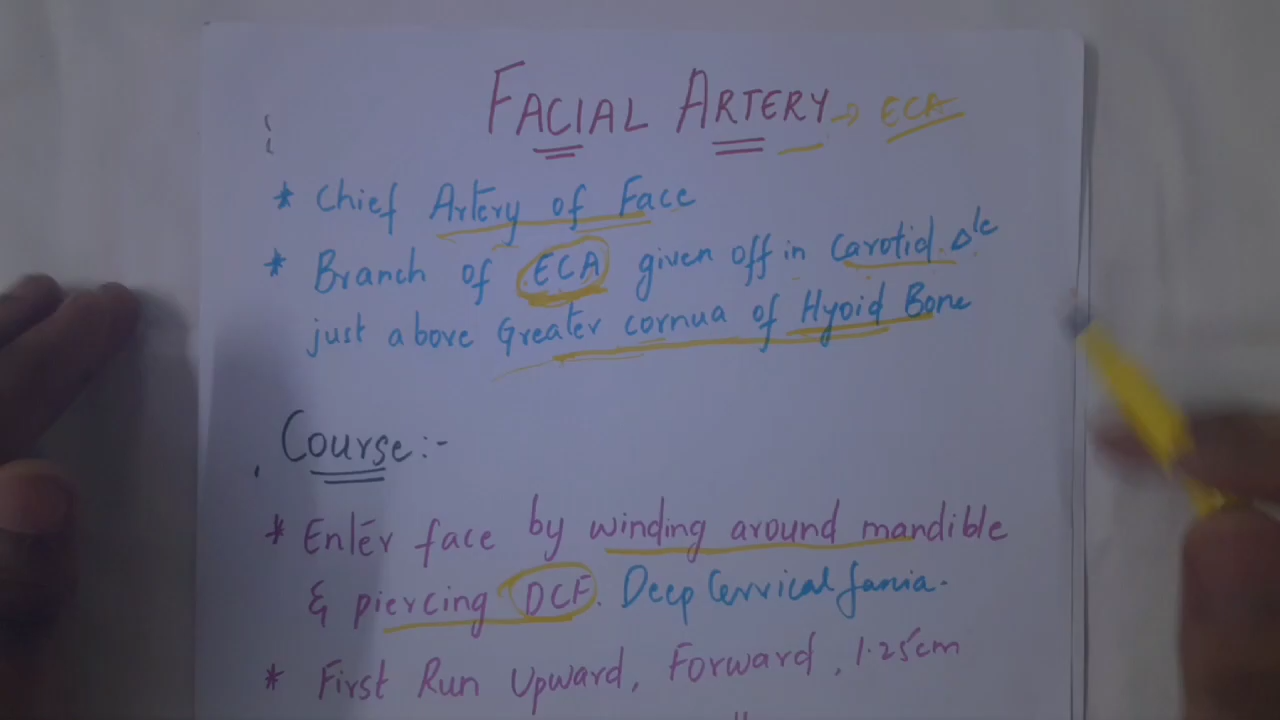 FACIAL ARTERY → ECA
* Chief Artery of Face
* Branch of ECA given off in Carotid Δle
just above Greater cornua of Hyoid Bone
Course:-
* Enter face by winding around mandible
& piercing DCF. Deep Cervical fascia.
* First Run Upward, Forward, 1.25cm